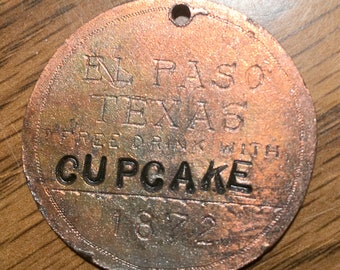 EL PASO
TEXAS
FREE DRINK WITH
CUPCAKE
1872